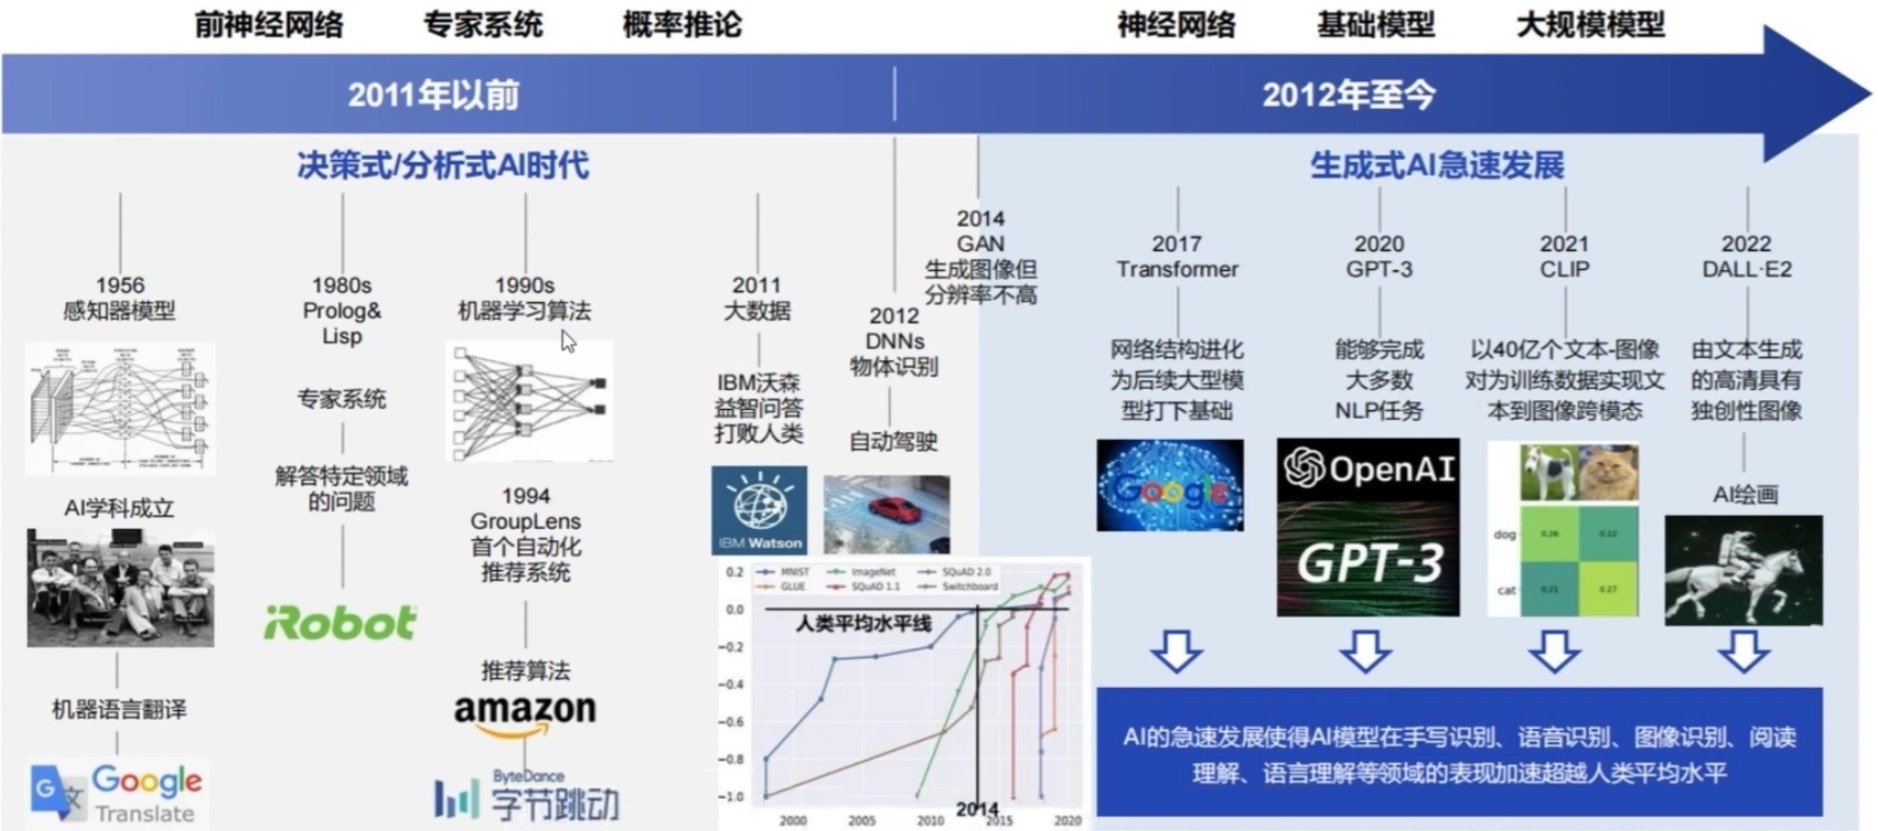 前神经网络
专家系统
概率推论
神经网络
基础模型
大规模模型
2011年以前
2012年至今
决策式/分析式AI时代
生成式AI急速发展
1956
感知器模型
AI学科成立
机器语言翻译
Google
Translate
1980s
Prolog&
Lisp
专家系统
解答特定领域
的问题
iRobot
1990s
机器学习算法
1994
GroupLens
首个自动化
推荐系统
推荐算法
amazon
ByteDance
字节跳动
2011
大数据
IBM沃森
益智问答
打败人类
IBM Watson
2012
DNNs
物体识别
自动驾驶
2014
GAN
生成图像但
分辨率不高
MNIST
ImageNet
SQuAD 2.0
GLUE
SQuAD 1.1
Switchboard
人类平均水平线
0.2
0.0
−0.2
−0.4
−0.6
−0.8
−1.0
2000
2005
2010
2014
2015
2020
2017
Transformer
网络结构进化
为后续大型模
型打下基础
Google
2020
GPT-3
能够完成
大多数
NLP任务
OpenAI
GPT-3
2021
CLIP
以40亿个文本-图像
对为训练数据实现文
本到图像跨模态
dog
0.26
0.22
cat
0.21
0.27
2022
DALL·E2
由文本生成
的高清具有
独创性图像
AI绘画
AI的急速发展使得AI模型在手写识别、语音识别、图像识别、阅读
理解、语言理解等领域的表现加速超越人类平均水平